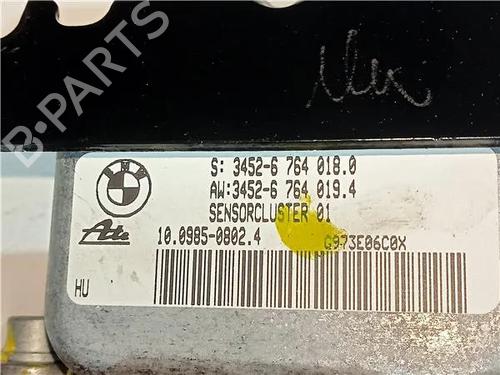 B-PARTS
BMW
S: 3452-6 764 018.0
AW:3452-6 764 019.4
SENSORCLUSTER 01
Ate
10.0985-0802.4
G973E06C0X
HU